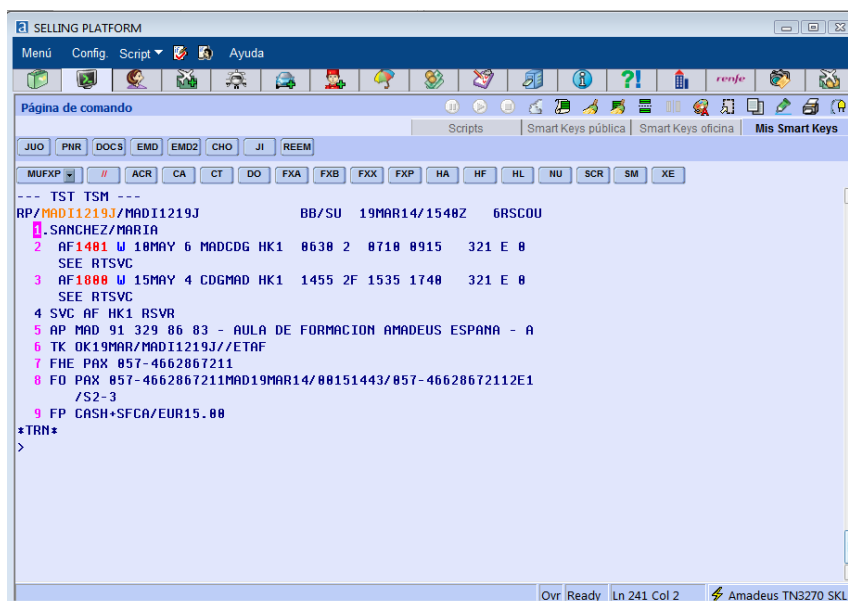 a SELLING PLATFORM
Menú Config. Script Ayuda
?! i renfe
Página de comando
Scripts Smart Keys pública Smart Keys oficina Mis Smart Keys
JUO PNR DOCS EMD EMD2 CHO JI REEM
MUFXP // ACR CA CT DO FXA FXB FXX FXP HA HF HL NU SCR SM XE
--- TST TSM ---
RP/MADI1219J/MADI1219J BB/SU 19MAR14/1540Z 6RSCOU
1.SANCHEZ/MARIA
2 AF1401 W 10MAY 6 MADCDG HK1 0630 2 0710 0915 321 E 0
SEE RTSVC
3 AF1800 W 15MAY 4 CDGMAD HK1 1455 2F 1535 1740 321 E 0
SEE RTSVC
4 SVC AF HK1 RSVR
5 AP MAD 91 329 86 83 - AULA DE FORMACION AMADEUS ESPANA - A
6 TK OK19MAR/MADI1219J//ETAF
7 FHE PAX 057-4662867211
8 FO PAX 057-4662867211MAD19MAR14/00151443/057-46628672112E1
/S2-3
9 FP CASH+SFCA/EUR15.00
*TRN*
>
Ovr Ready Ln 241 Col 2 Amadeus TN3270 SKL